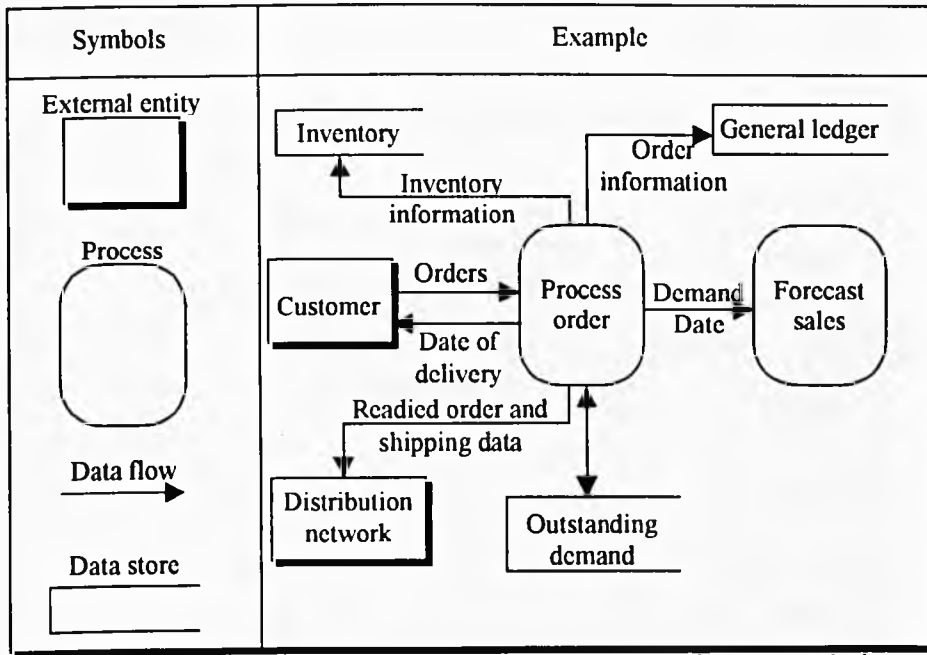 Symbols
Example
External entity
Process
Data flow
Data store
Inventory
General ledger
Inventory
information
Order
information
Customer
Orders
Date of
delivery
Process
order
Demand
Date
Forecast
sales
Readied order and
shipping data
Distribution
network
Outstanding
demand